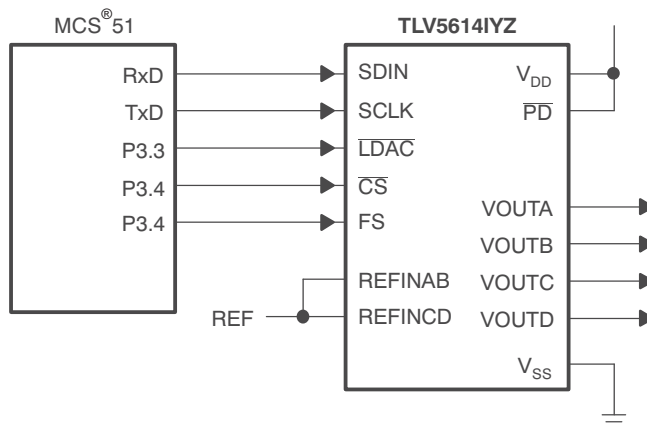 MCS®51
TLV5614IYZ
RxD
TxD
P3.3
P3.4
P3.4
SDIN
SCLK
LDAC
CS
FS
REFINAB
REFINCD
REF
VDD
PD
VOUTA
VOUTB
VOUTC
VOUTD
VSS